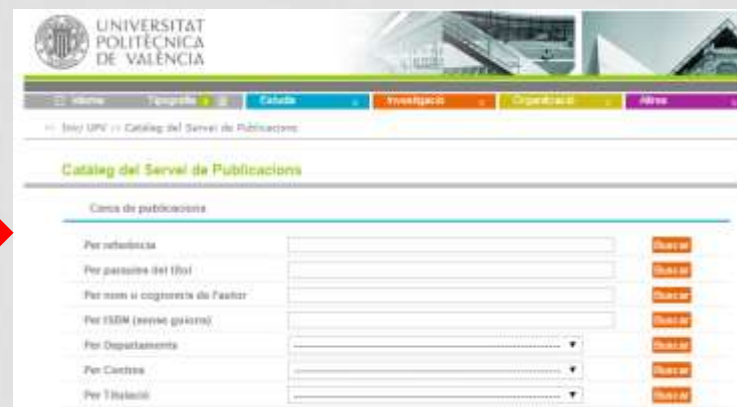 UNIVERSITAT
POLITÈCNICA
DE VALÈNCIA
Idioma Tipografia Estudis Investigació Organització Altres
Inici UPV :: Catàleg del Servei de Publicacions
Catàleg del Servei de Publicacions
Cerca de publicacions
Per referència Buscar
Per paraules del títol Buscar
Per nom o cognom/s de l'autor Buscar
Per ISBN (sense guions) Buscar
Per Departaments Buscar
Per Centres Buscar
Per Titulació Buscar